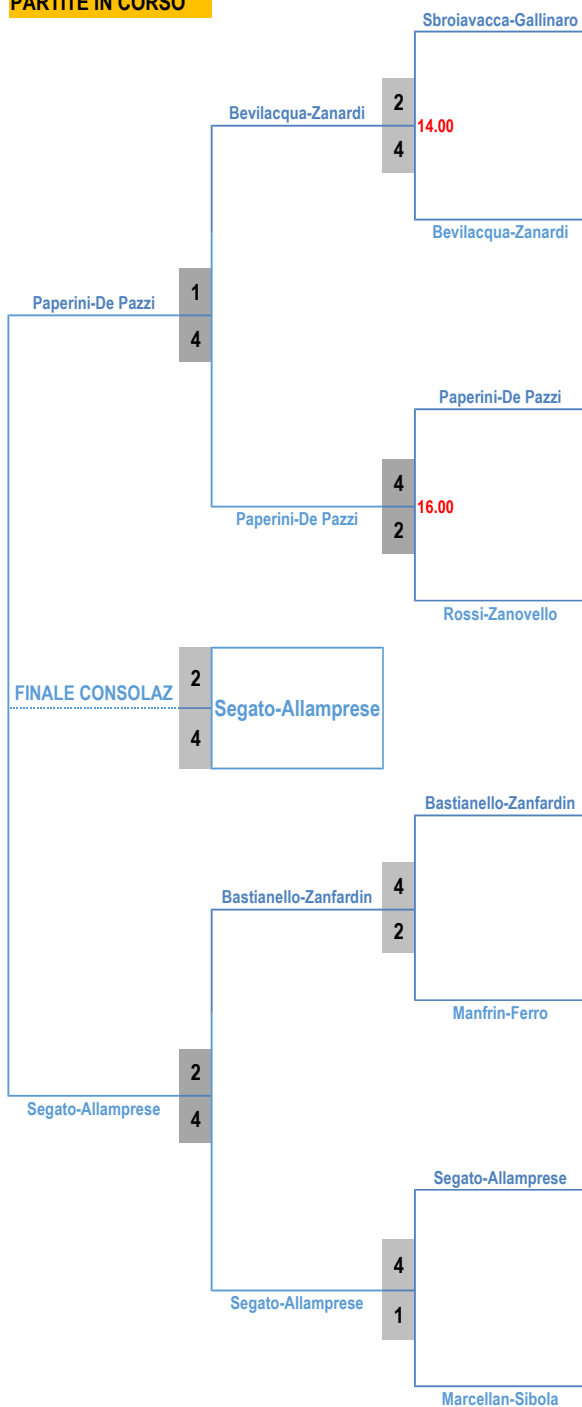 PARTITE IN CORSO
Sbroiavacca-Gallinaro
2
Bevilacqua-Zanardi
14.00
4
Bevilacqua-Zanardi
1
Paperini-De Pazzi
4
Paperini-De Pazzi
4
16.00
Paperini-De Pazzi
2
Rossi-Zanovello
2
FINALE CONSOLAZ
Segato-Allamprese
4
Bastianello-Zanfardin
4
Bastianello-Zanfardin
2
Manfrin-Ferro
2
Segato-Allamprese
4
Segato-Allamprese
4
Segato-Allamprese
1
Marcellan-Sibola